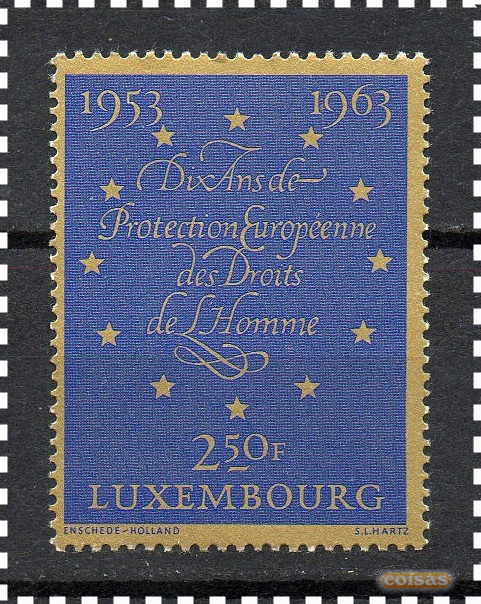 1953 1963
Dix Ans de
Protection Européenne
des Droits
de L'Homme
2.50F
LUXEMBOURG
ENSCHEDE-HOLLAND S.L.HARTZ
coisas